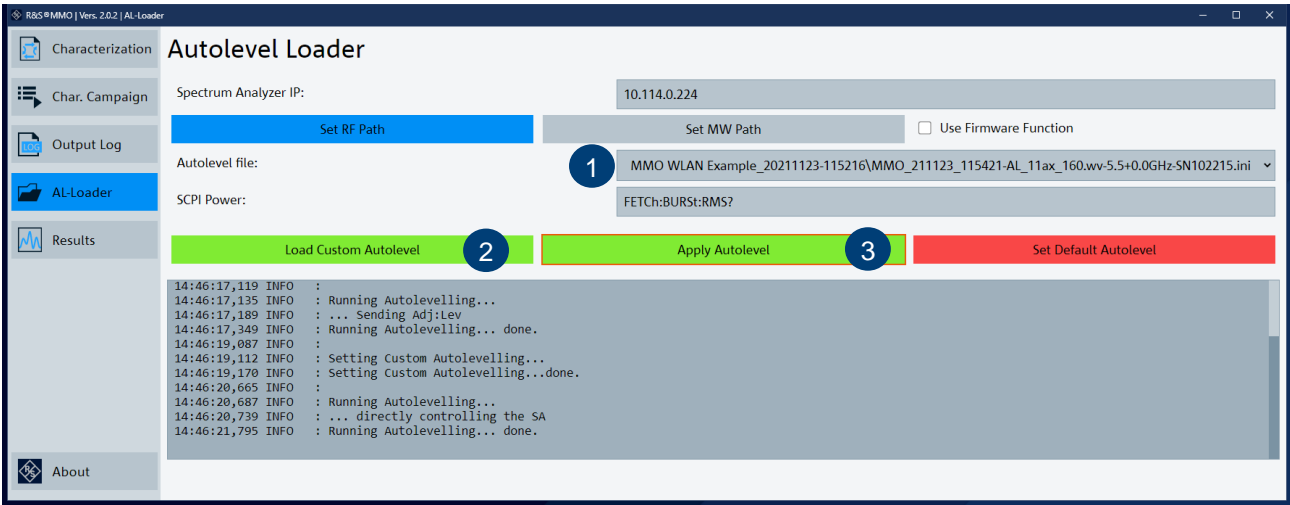 R&S®MMO | Vers. 2.0.2 | AL-Loader
Characterization
Char. Campaign
LOG
Output Log
AL-Loader
Results
R&S
About
Autolevel Loader
Spectrum Analyzer IP:
10.114.0.224
Set RF Path
Set MW Path
Use Firmware Function
Autolevel file:
1
MMO WLAN Example_20211123-115216\MMO_211123_115421-AL_11ax_160.wv-5.5+0.0GHz-SN102215.ini
SCPI Power:
FETCh:BURSt:RMS?
Load Custom Autolevel
2
Apply Autolevel
3
Set Default Autolevel
14:46:17,119 INFO :
14:46:17,135 INFO : Running Autolevelling...
14:46:17,189 INFO : ... Sending Adj:Lev
14:46:17,349 INFO : Running Autolevelling... done.
14:46:19,087 INFO :
14:46:19,112 INFO : Setting Custom Autolevelling...
14:46:19,170 INFO : Setting Custom Autolevelling...done.
14:46:20,665 INFO :
14:46:20,687 INFO : Running Autolevelling...
14:46:20,739 INFO : ... directly controlling the SA
14:46:21,795 INFO : Running Autolevelling... done.